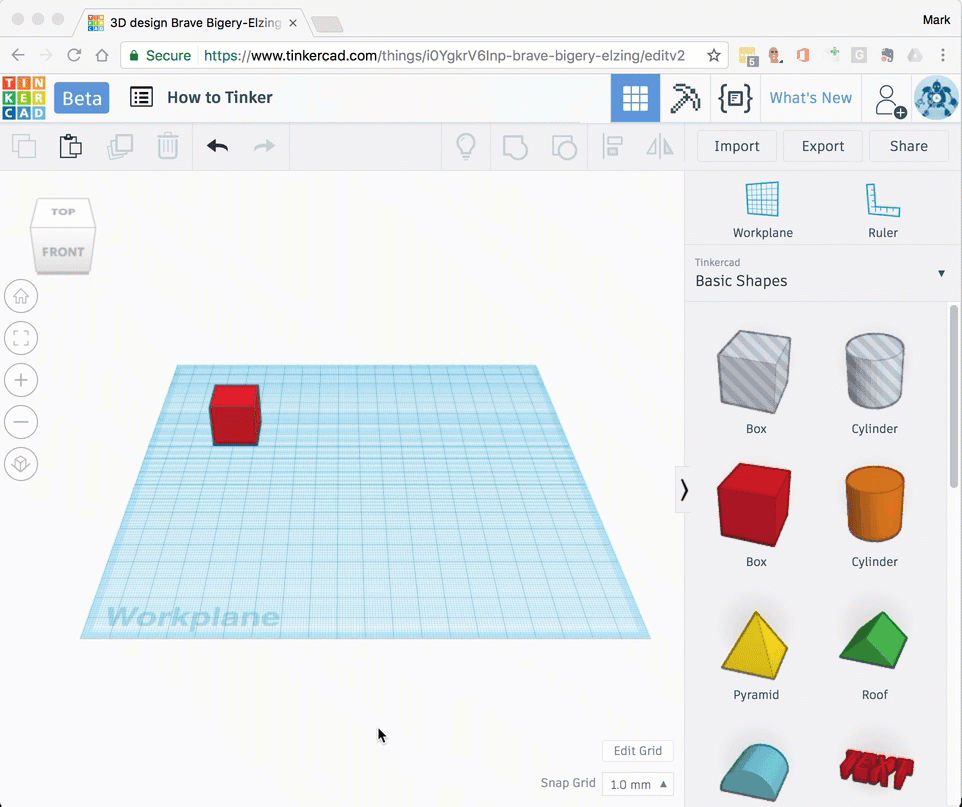 3D design Brave Bigery-Elzing
Mark
Secure
https://www.tinkercad.com/things/i0YgkrV6Inp-brave-bigery-elzing/editv2
5
G
TIN
KER
CAD
Beta
How to Tinker
What's New
Import
Export
Share
TOP
FRONT
Workplane
Ruler
Tinkercad
Basic Shapes
Box
Cylinder
Box
Cylinder
Workplane
Pyramid
Roof
TEXT
Edit Grid
Snap Grid
1.0 mm